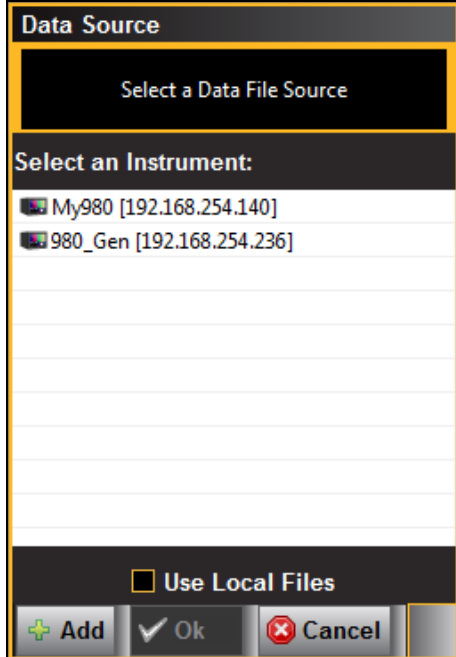 Data Source
Select a Data File Source
Select an Instrument:
My980 [192.168.254.140]
980_Gen [192.168.254.236]
Use Local Files
Add Ok Cancel